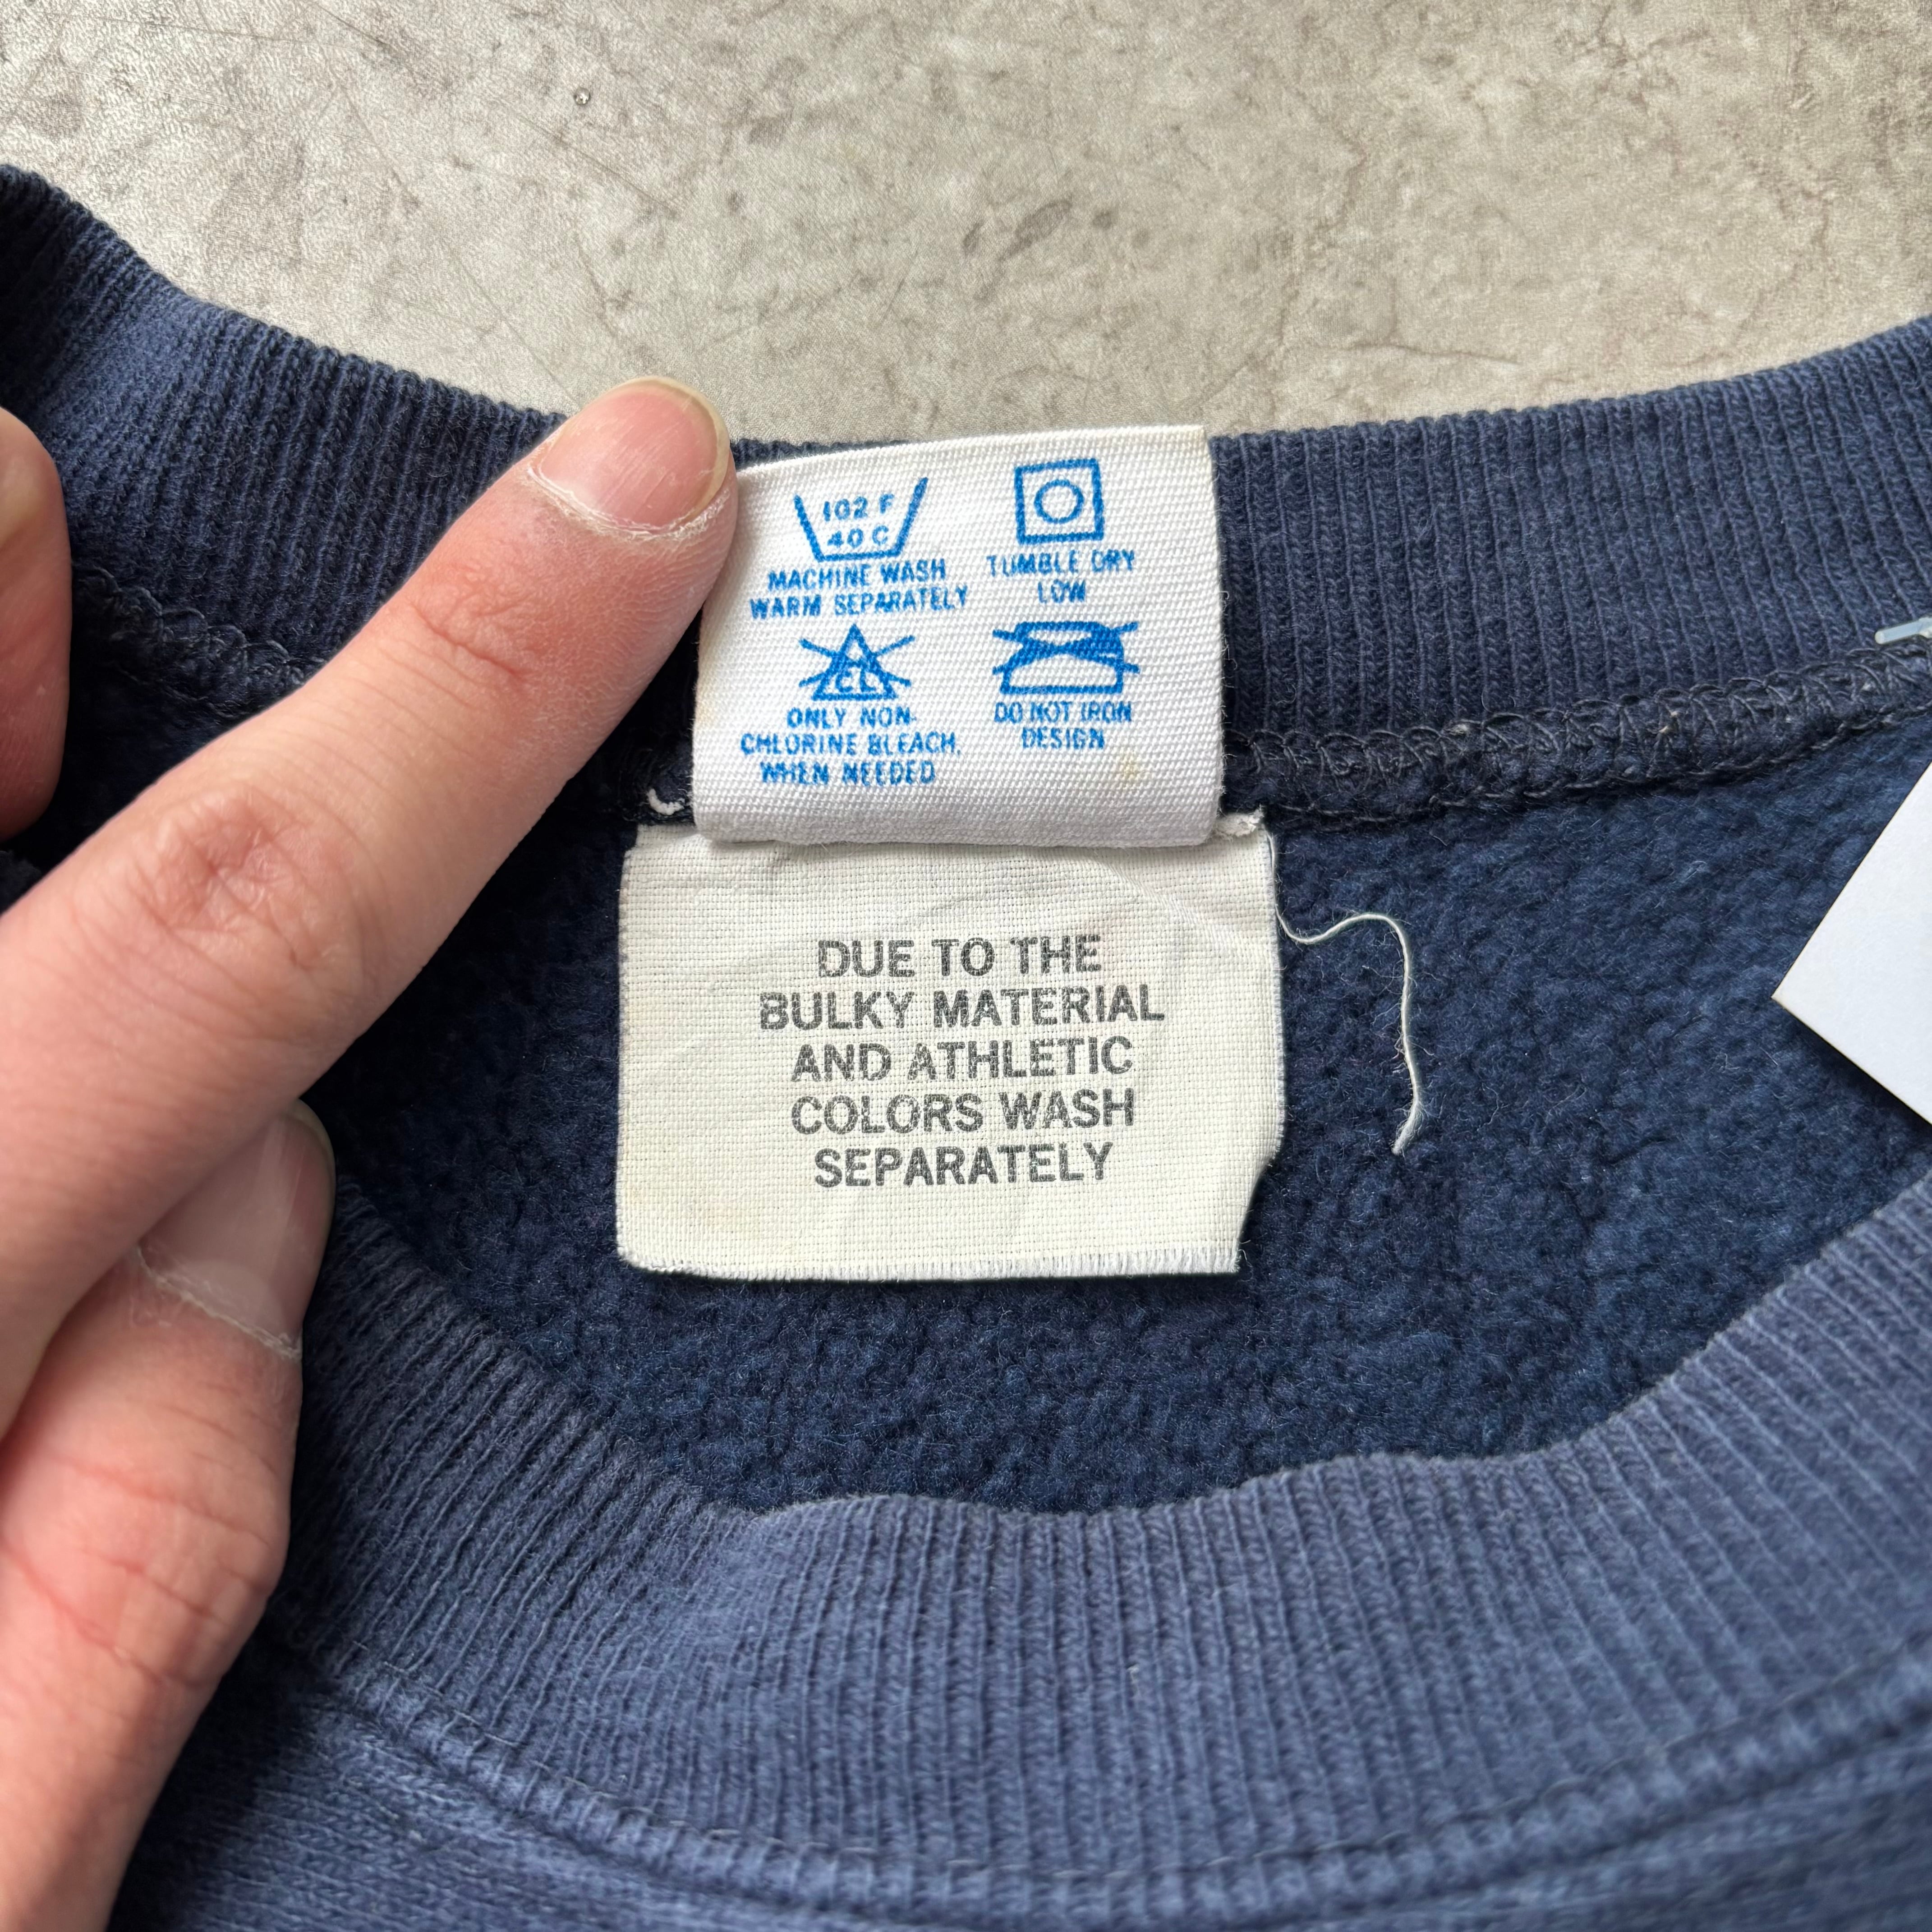 102 F
40 C
MACHINE WASH
WARM SEPARATELY
TUMBLE DRY
LOW
CL
ONLY NON-
CHLORINE BLEACH,
WHEN NEEDED
DO NOT IRON
DESIGN
DUE TO THE
BULKY MATERIAL
AND ATHLETIC
COLORS WASH
SEPARATELY